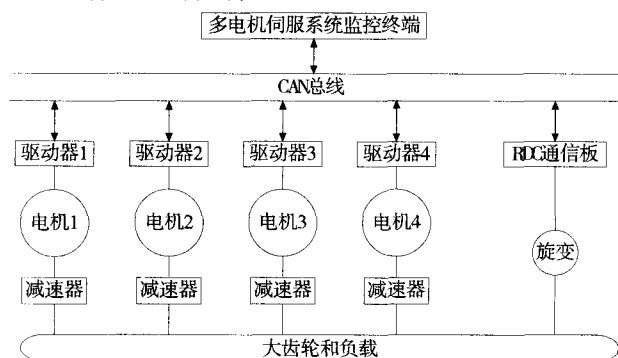 多电机伺服系统监控终端
CAN总线
驱动器1 驱动器2 驱动器3 驱动器4 RDC通信板
电机1 电机2 电机3 电机4 旋变
减速器 减速器 减速器 减速器
大齿轮和负载